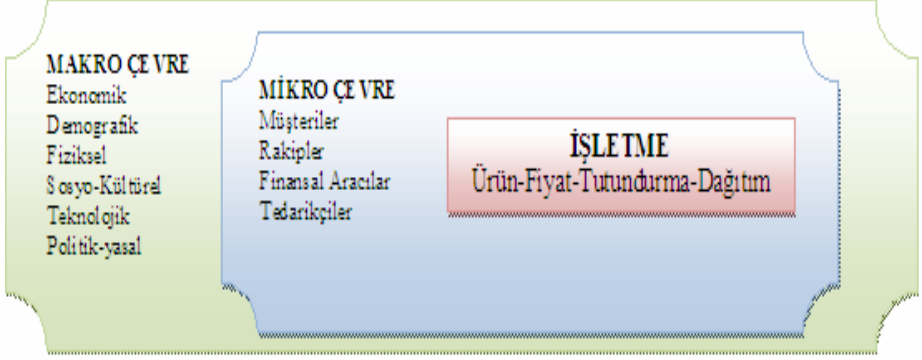 MAKRO ÇEVRE
Ekonomik
Demografik
Fiziksel
Sosyo-Kültürel
Teknolojik
Politik-yasal
MİKRO ÇEVRE
Müşteriler
Rakipler
Finansal Aracılar
Tedarikçiler
İŞLETME
Ürün-Fiyat-Tutundurma-Dağıtım